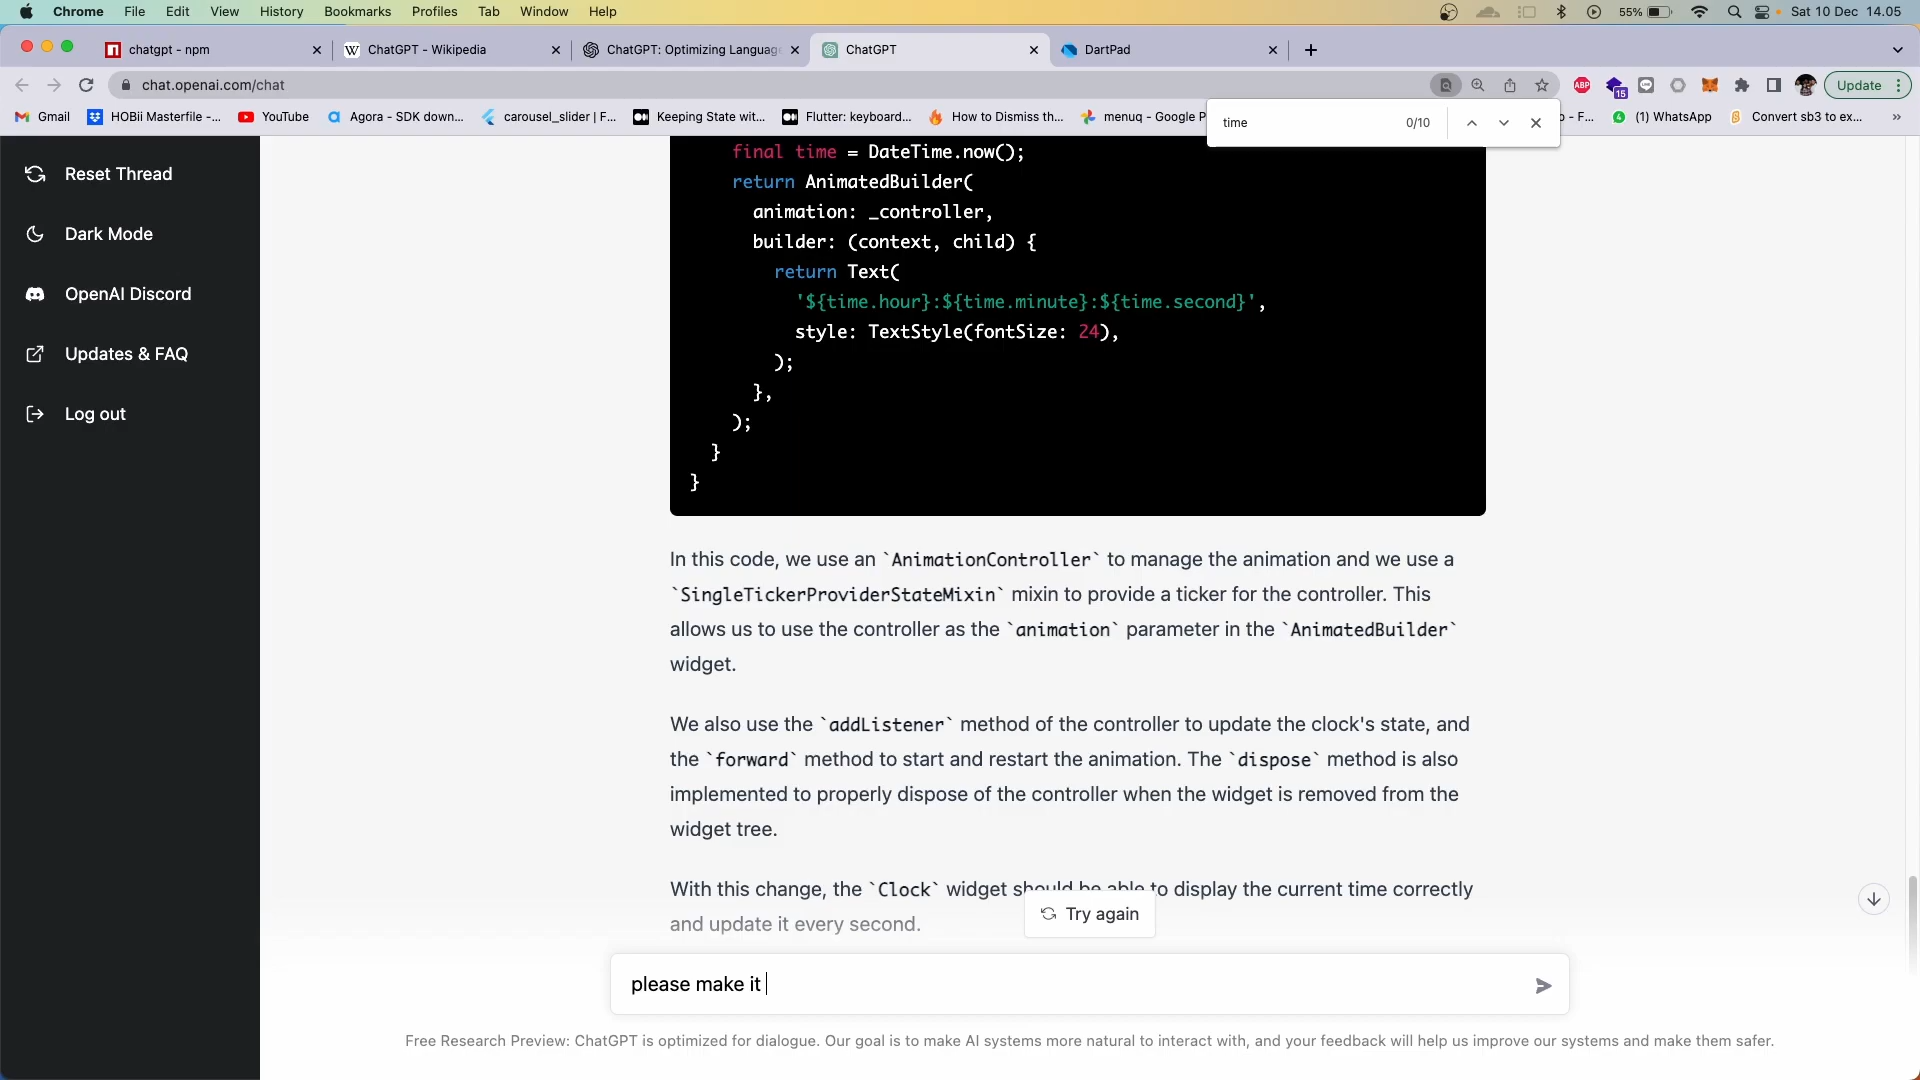 Chrome File Edit View History Bookmarks Profiles Tab Window Help 55% Sat 10 Dec 14.05
chatgpt - npm ChatGPT - Wikipedia ChatGPT: Optimizing Language ChatGPT DartPad
chat.openai.com/chat ABP 15 Update
Gmail HOBii Masterfile -... YouTube Agora - SDK down... carousel_slider | F... Keeping State wit... Flutter: keyboard... How to Dismiss th... menuq - Google P - F... (1) WhatsApp Convert sb3 to ex... »
time 0/10
Reset Thread
Dark Mode
OpenAI Discord
Updates & FAQ
Log out
final time = DateTime.now();
return AnimatedBuilder(
animation: _controller,
builder: (context, child) {
return Text(
'${time.hour}:${time.minute}:${time.second}',
style: TextStyle(fontSize: 24),
);
},
);
}
}
In this code, we use an `AnimationController` to manage the animation and we use a
`SingleTickerProviderStateMixin` mixin to provide a ticker for the controller. This
allows us to use the controller as the `animation` parameter in the `AnimatedBuilder`
widget.
We also use the `addListener` method of the controller to update the clock's state, and
the `forward` method to start and restart the animation. The `dispose` method is also
implemented to properly dispose of the controller when the widget is removed from the
widget tree.
With this change, the `Clock` widget should be able to display the current time correctly
and update it every second.
Try again
please make it
Free Research Preview: ChatGPT is optimized for dialogue. Our goal is to make AI systems more natural to interact with, and your feedback will help us improve our systems and make them safer.